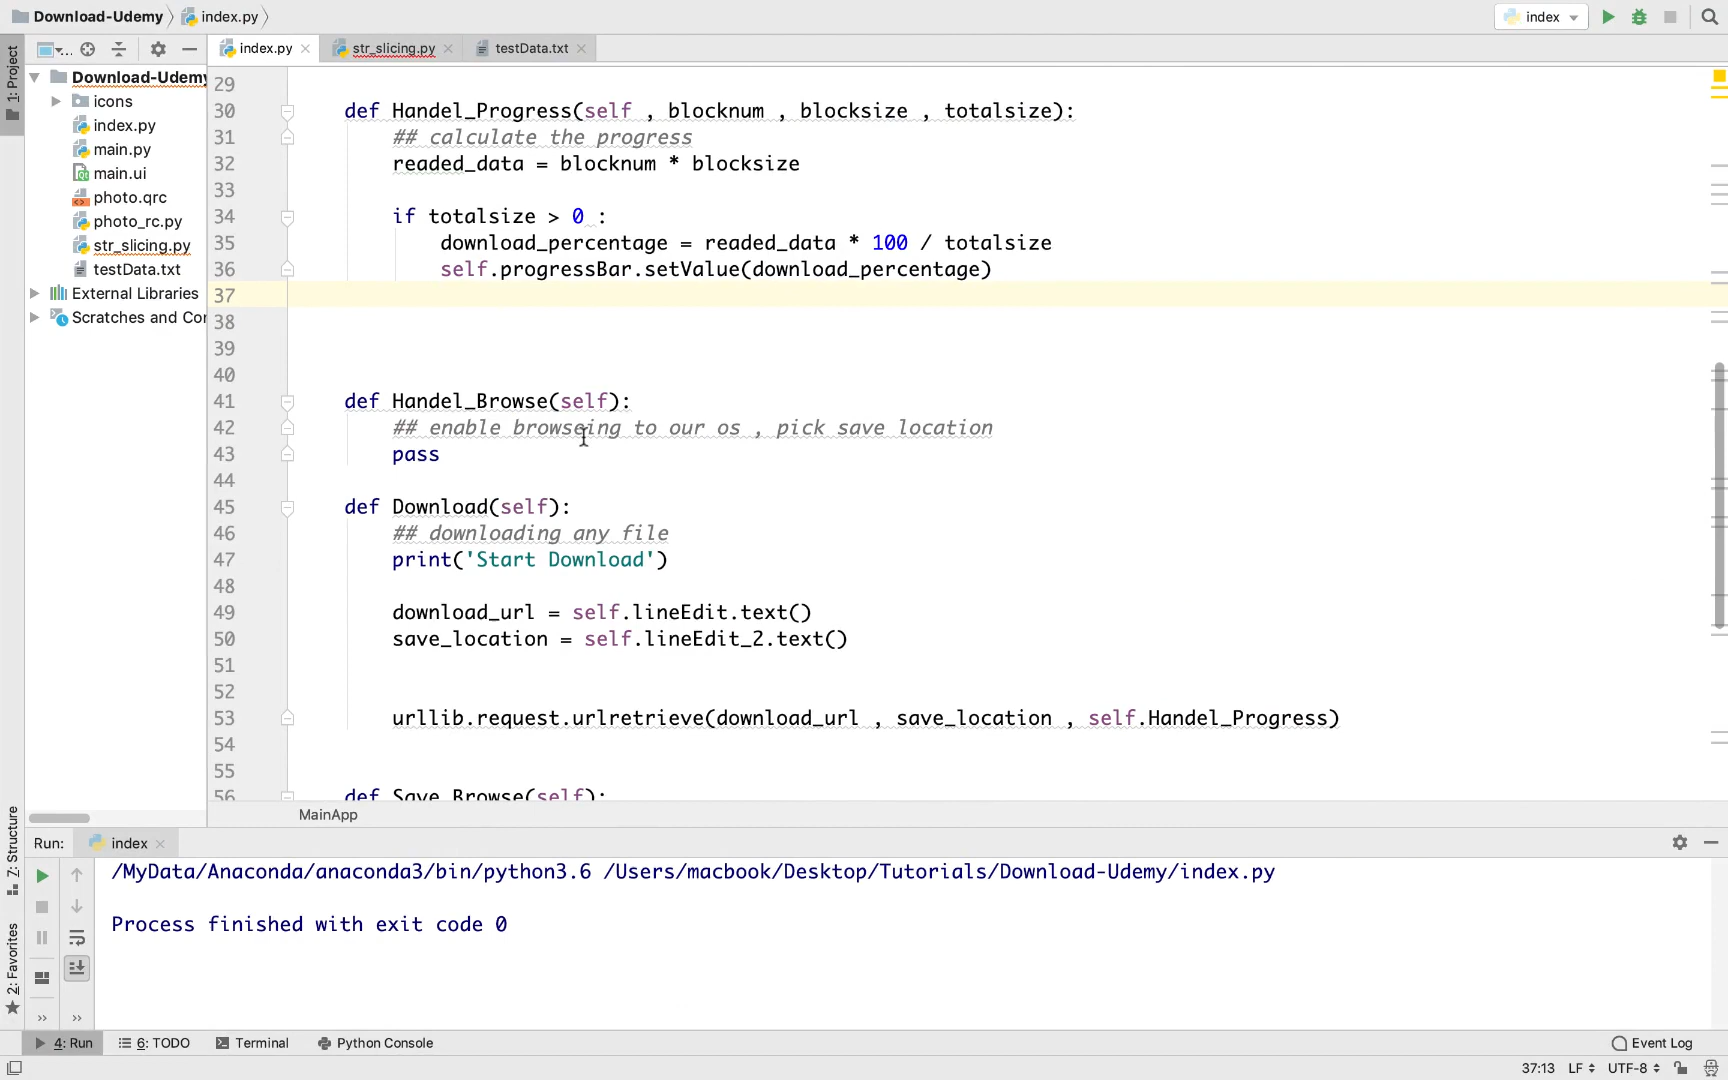 Download-Udemy index.py index
1: Project
... index.py str_slicing.py testData.txt
Download-Udemy
icons
index.py
main.py
main.ui
photo.qrc
photo_rc.py
str_slicing.py
testData.txt
External Libraries
Scratches and Cor
29
30 def Handel_Progress(self , blocknum , blocksize , totalsize):
31 ## calculate the progress
32 readed_data = blocknum * blocksize
33
34 if totalsize > 0 :
35 download_percentage = readed_data * 100 / totalsize
36 self.progressBar.setValue(download_percentage)
37
38
39
40
41 def Handel_Browse(self):
42 ## enable browseing to our os , pick save location
43 pass
44
45 def Download(self):
46 ## downloading any file
47 print('Start Download')
48
49 download_url = self.lineEdit.text()
50 save_location = self.lineEdit_2.text()
51
52
53 urllib.request.urlretrieve(download_url , save_location , self.Handel_Progress)
54
55
56 def Save_Browse(self):
MainApp
Z: Structure
2: Favorites
Run: index
/MyData/Anaconda/anaconda3/bin/python3.6 /Users/macbook/Desktop/Tutorials/Download-Udemy/index.py
Process finished with exit code 0
4: Run 6: TODO Terminal Python Console Event Log
37:13 LF UTF-8